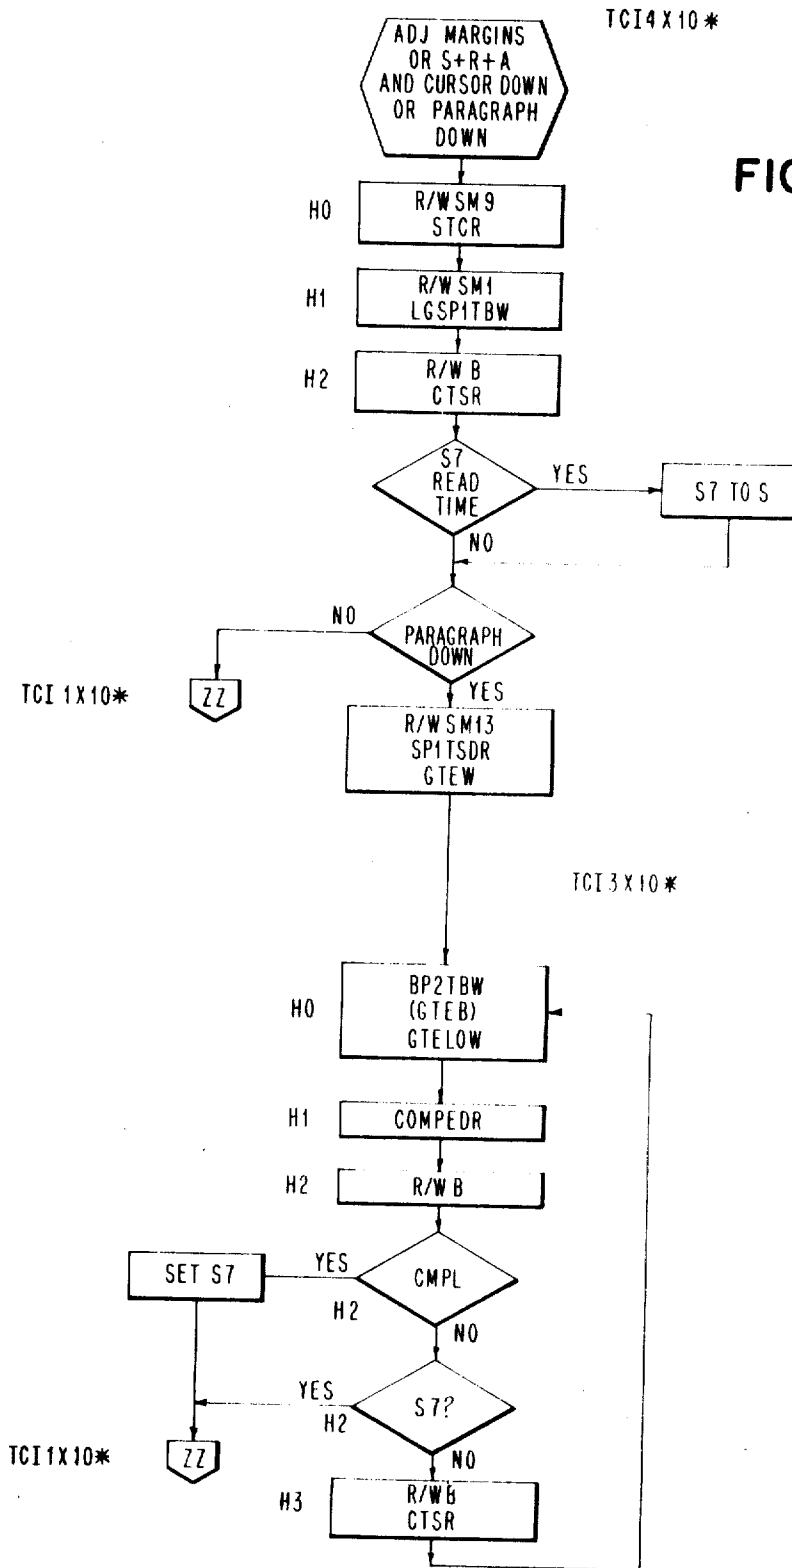 TCI4X10*
ADJ MARGINS
OR S+R+A
AND CURSOR DOWN
OR PARAGRAPH
DOWN
FIG
H0
R/WSM9
STCR
H1
R/WSM1
LGSP1TBW
H2
R/WB
CTSR
S7
READ
TIME
YES
S7 TO S
NO
NO
PARAGRAPH
DOWN
TCI1X10*
ZZ
YES
R/WSM13
SP1TSDR
GTEW
TCI3X10*
H0
BP2TBW
(GTEB)
GTELOW
H1
COMPEDR
H2
R/WB
SET S7
YES
CMPL
H2
NO
YES
S7?
H2
TCI1X10*
ZZ
NO
H3
R/WB
CTSR